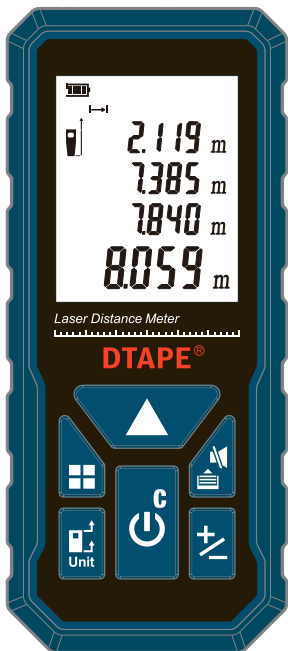 2.119 m
7.385 m
7.840 m
8.059 m
Laser Distance Meter
DTAPE®
C
Unit
+/−